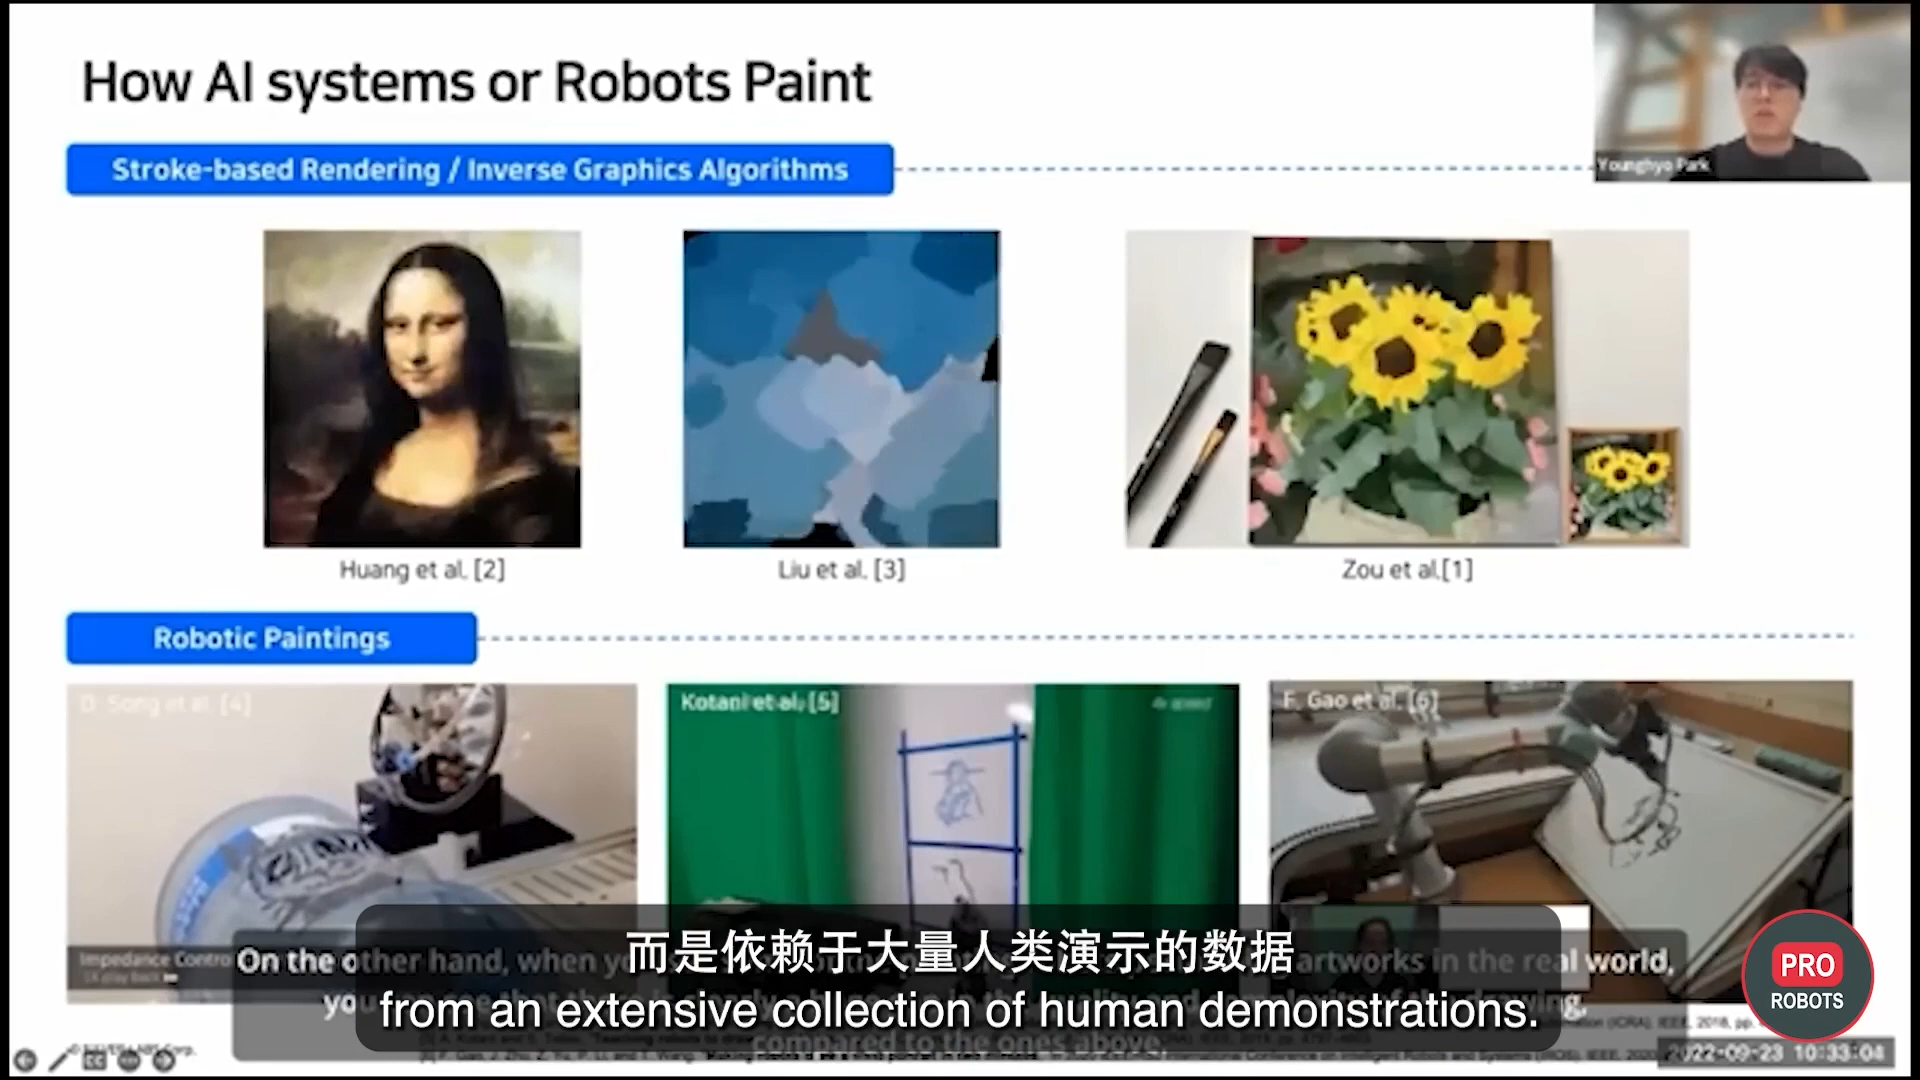 How AI systems or Robots Paint
Younghyo Park
Stroke-based Rendering / Inverse Graphics Algorithms
Huang et al. [2]
Liu et al. [3]
Zou et al.[1]
Robotic Paintings
D. Song et al. [4]
Kotani et al. [5]
F. Gao et al. [6]
Impedance Contro
On the other hand, when artworks in the real world,
而是依赖于大量人类演示的数据
from an extensive collection of human demonstrations.
compared to the ones above,
PRO
ROBOTS
2022-09-23 10:33:04